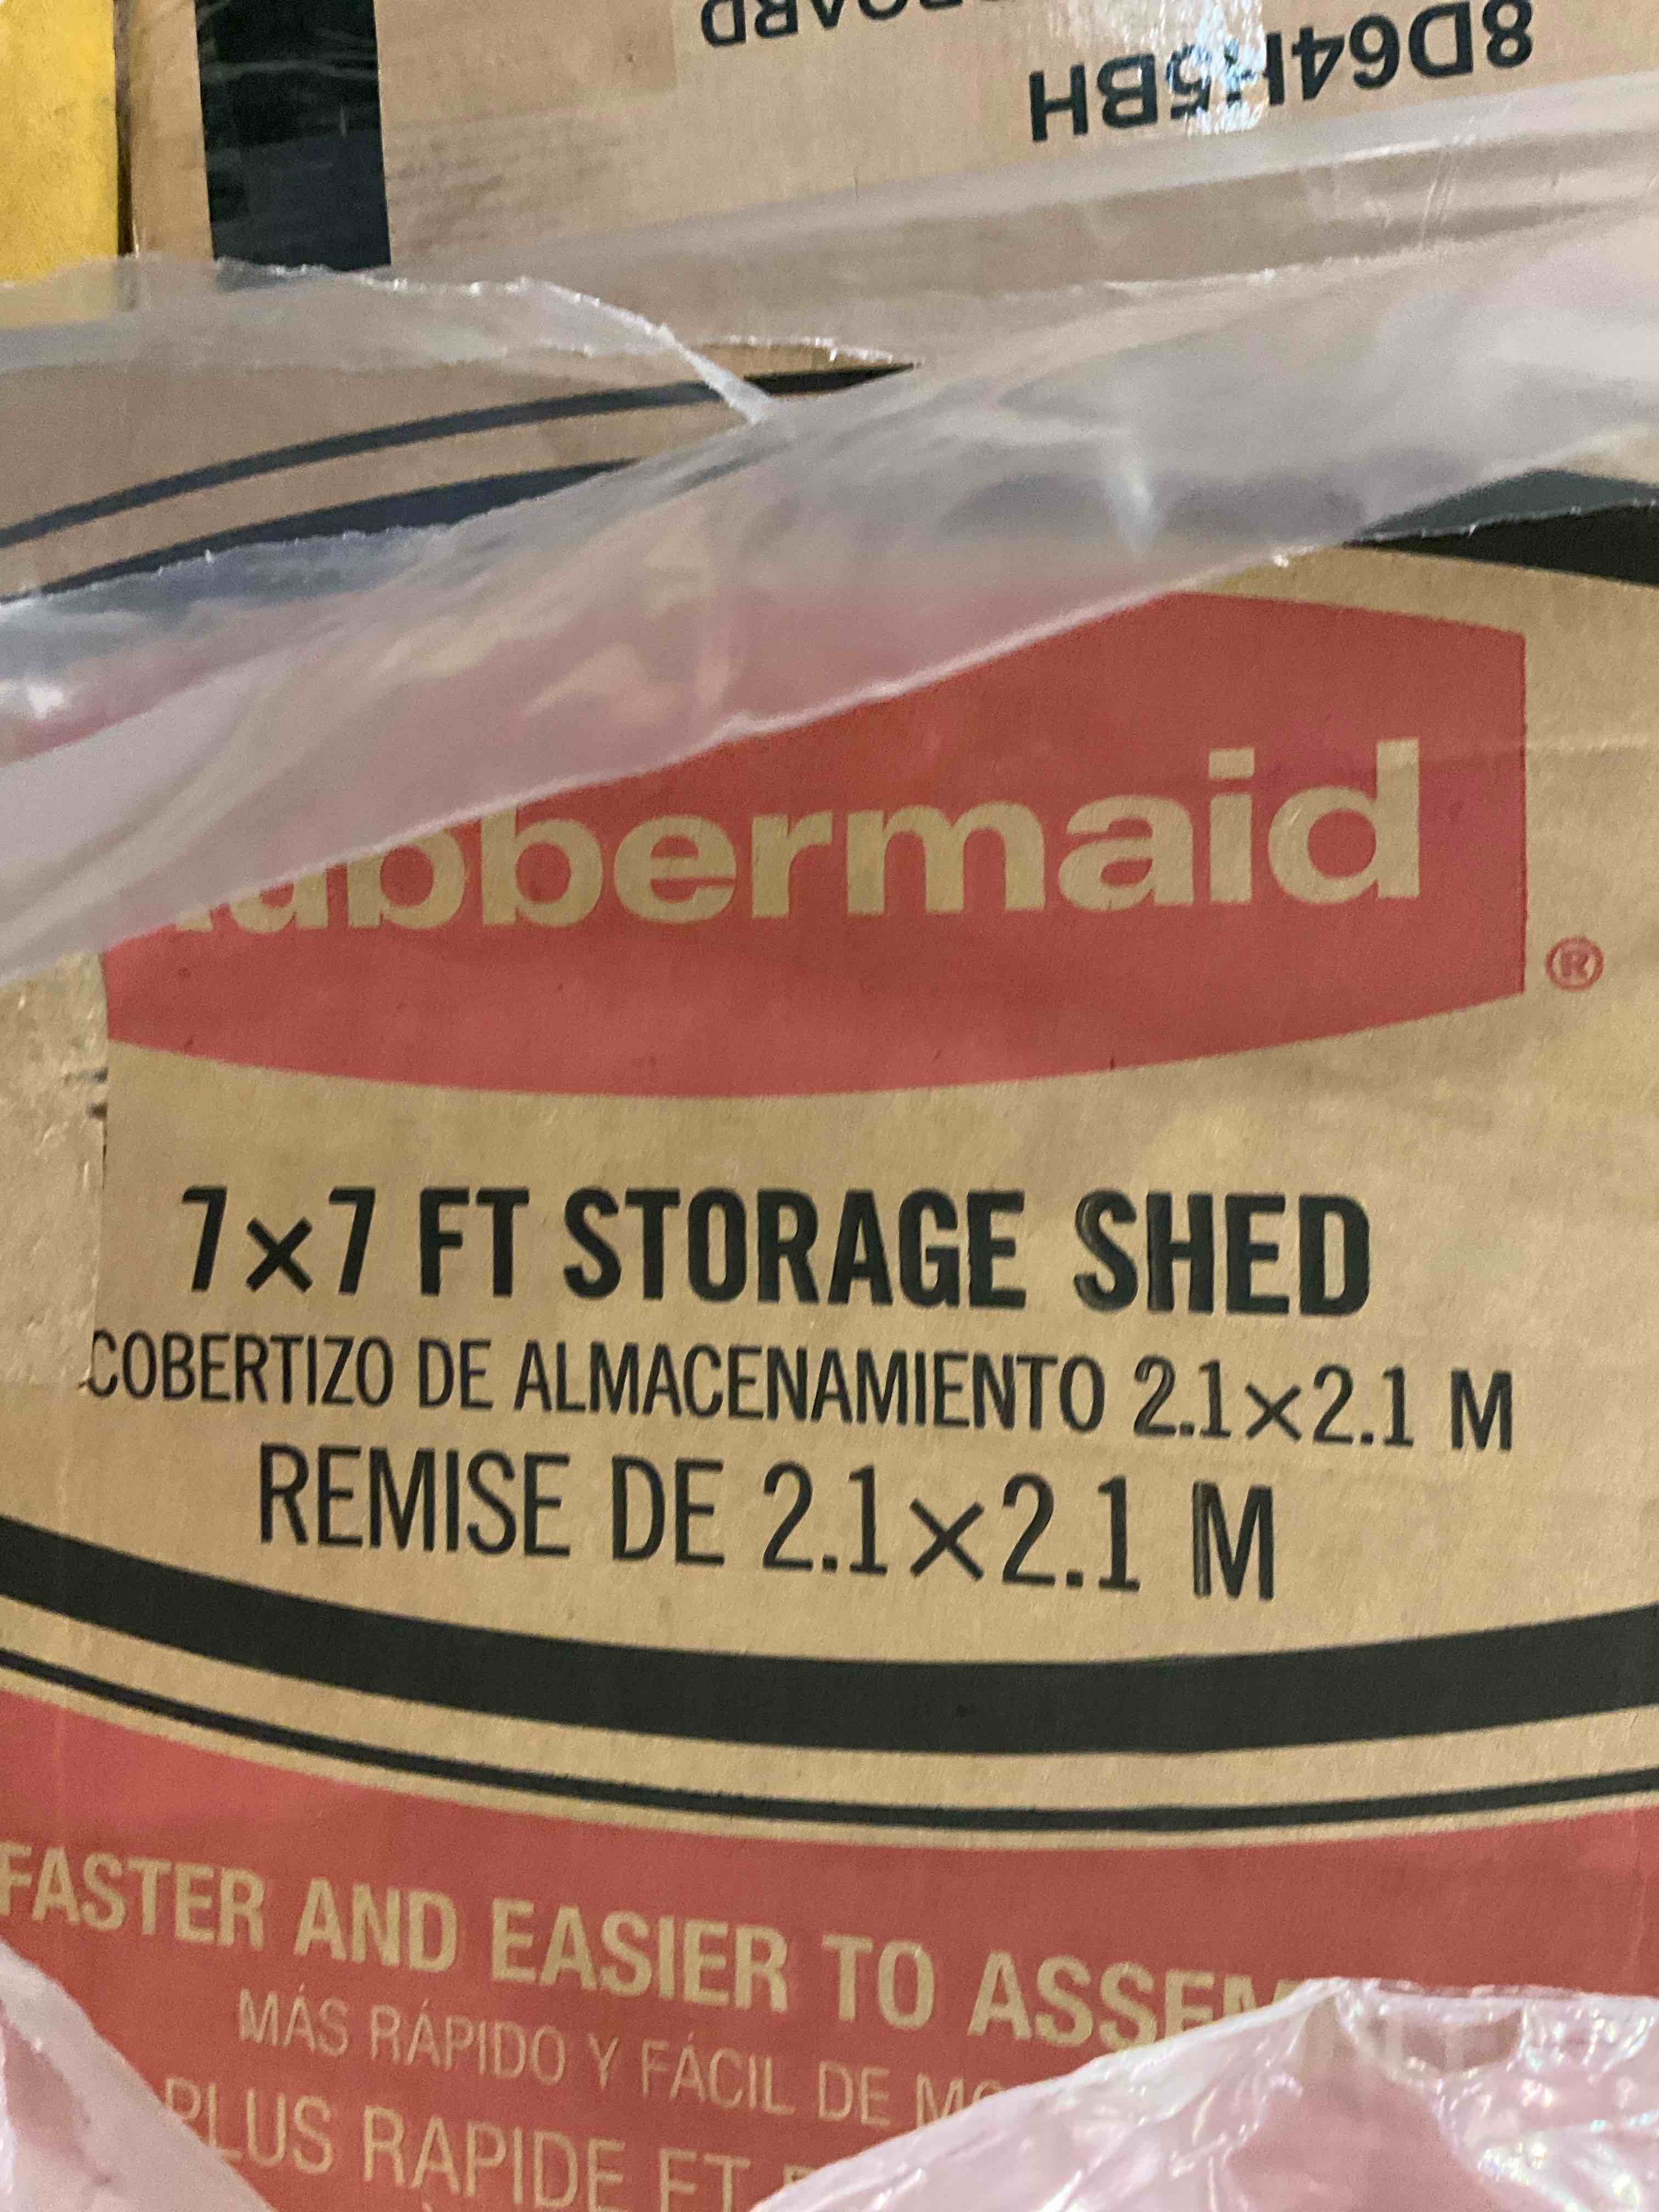 8D64H5BH
ubbermaid®
7×7 FT STORAGE SHED
COBERTIZO DE ALMACENAMIENTO 2.1×2.1 M
REMISE DE 2.1×2.1 M
FASTER AND EASIER TO ASSEM
MÁS RÁPIDO Y FÁCIL DE
PLUS RAPIDE ET